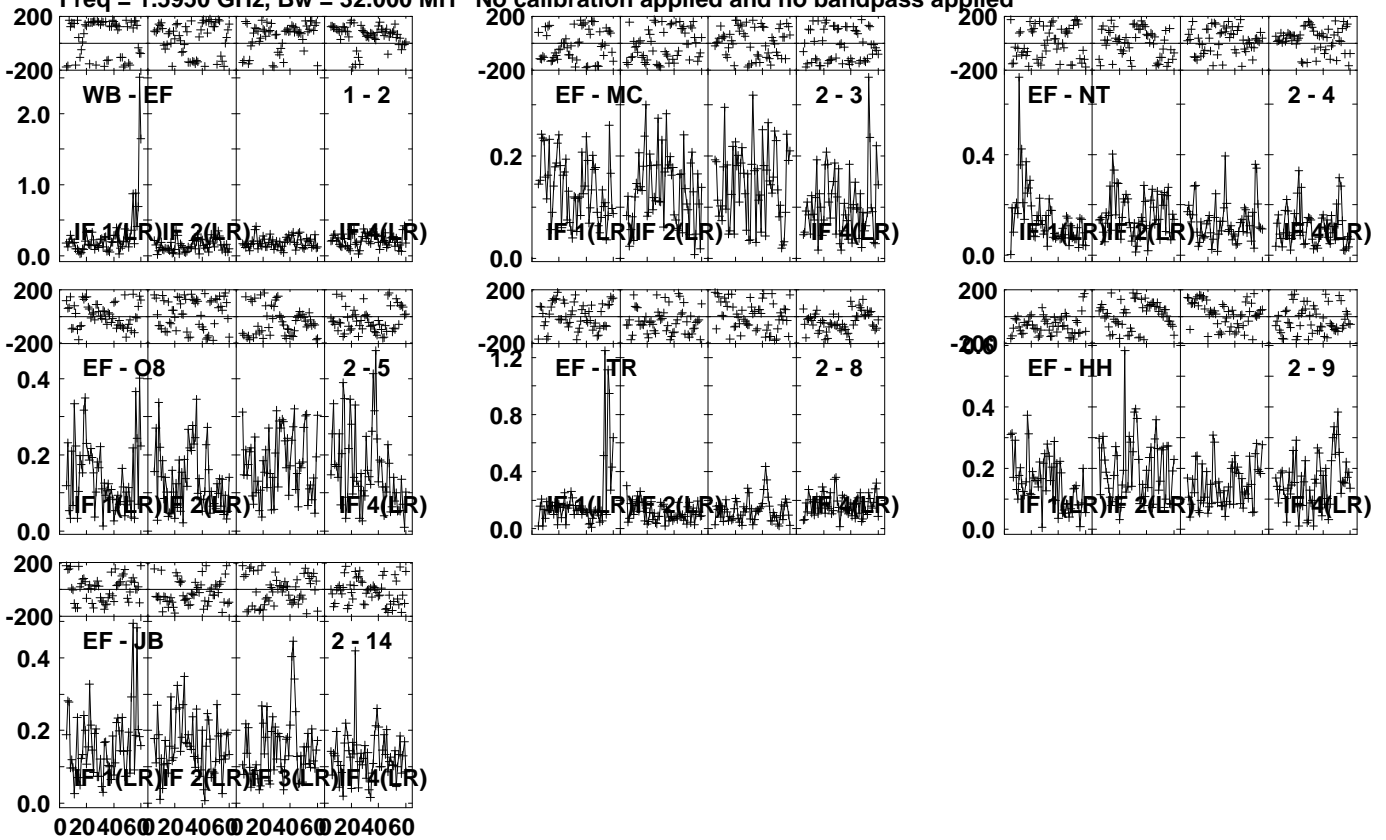 Freq = 1.5950 GHz, Bw = 32.000 MH No calibration applied and no bandpass applied
200 200 200
-200 -200 -200
WB - EF 1 - 2 EF - MC 2 - 3 EF - NT 2 - 4
2.0
1.0 0.2 0.4
IF 1(LR) IF 2(LR) IF 4(LR) IF 1(LR) IF 2(LR) IF 4(LR) IF 1(LR) IF 2(LR) IF 4(LR)
0.0 0.0 0.0
200 200 200
-200 -200 -200
1.2 0.6
EF - O8 2 - 5 EF - TR 2 - 8 EF - HH 2 - 9
0.4 0.8 0.4
0.2 0.4 0.2
IF 1(LR) IF 2(LR) IF 4(LR) IF 1(LR) IF 2(LR) IF 4(LR) IF 1(LR) IF 2(LR) IF 4(LR)
0.0 0.0 0.0
200
-200
EF - JB 2 - 14
0.4
0.2
IF 1(LR) IF 2(LR) IF 3(LR) IF 4(LR)
0.0
0 20 40 60 0 20 40 60 0 20 40 60 0 20 40 60